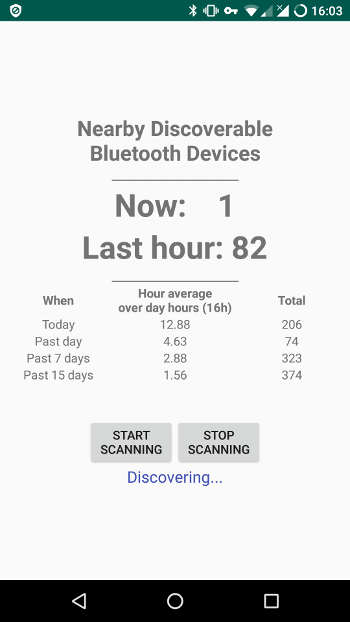 16:03
Nearby Discoverable
Bluetooth Devices
Now: 1
Last hour: 82
When Hour average over day hours (16h) Total
Today 12.88 206
Past day 4.63 74
Past 7 days 2.88 323
Past 15 days 1.56 374
START SCANNING STOP SCANNING
Discovering...